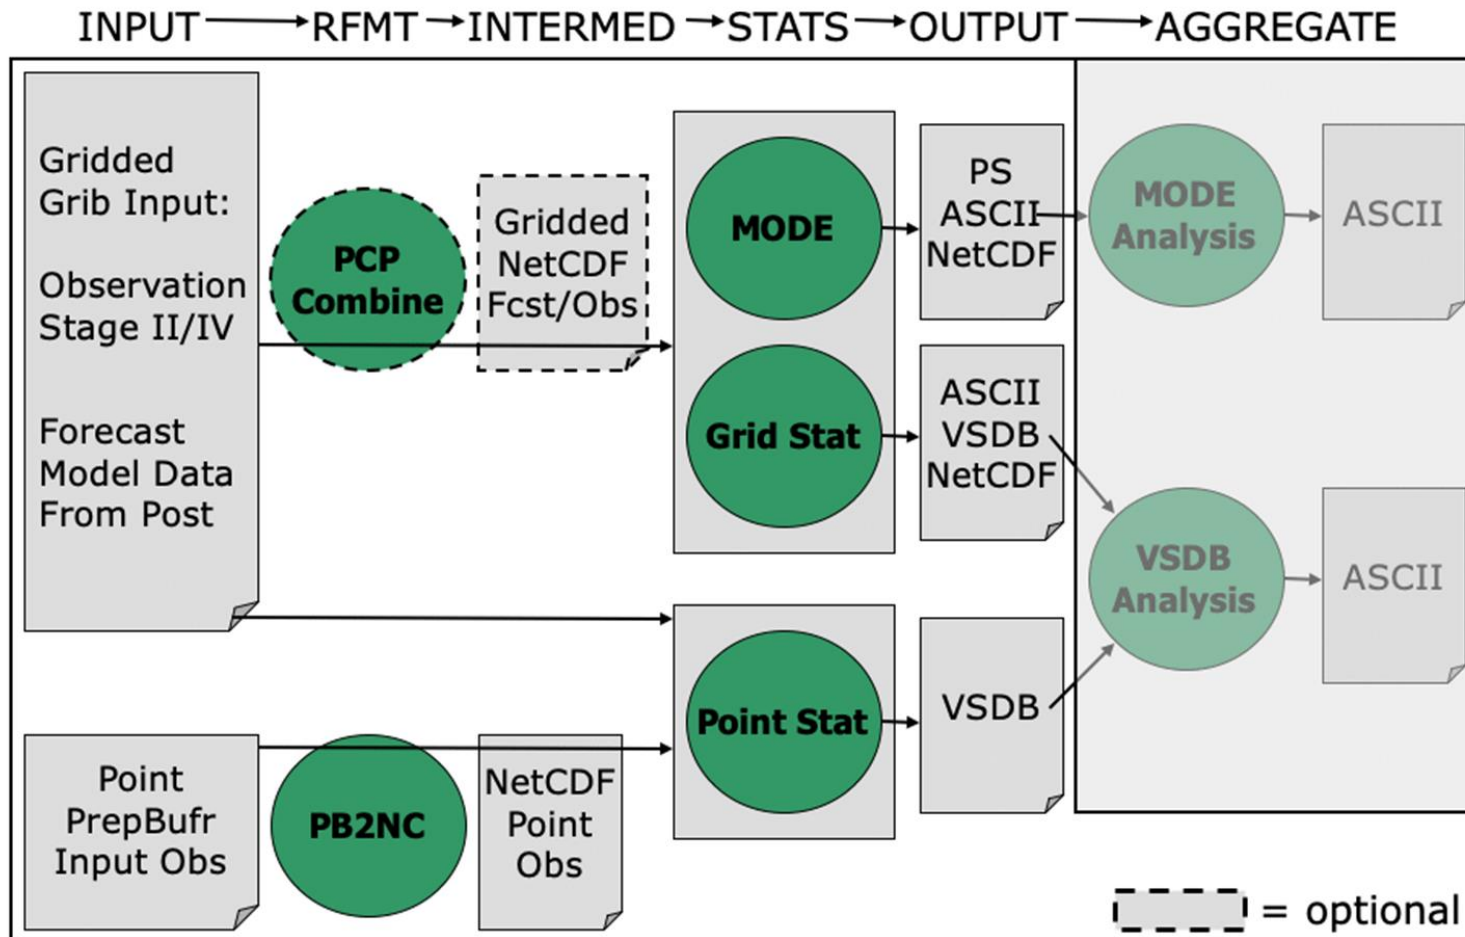 INPUT RFMT INTERMED STATS OUTPUT AGGREGATE
Gridded
Grib Input:
Observation
Stage II/IV
Forecast
Model Data
From Post
PCP
Combine
Gridded
NetCDF
Fcst/Obs
MODE
PS
ASCII
NetCDF
MODE
Analysis
ASCII
Grid Stat
ASCII
VSDB
NetCDF
VSDB
Analysis
ASCII
Point
PrepBufr
Input Obs
PB2NC
NetCDF
Point
Obs
Point Stat
VSDB
= optional